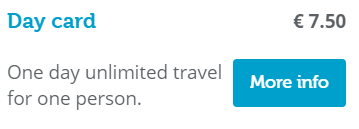 Day card € 7.50
One day unlimited travel
for one person.
More info